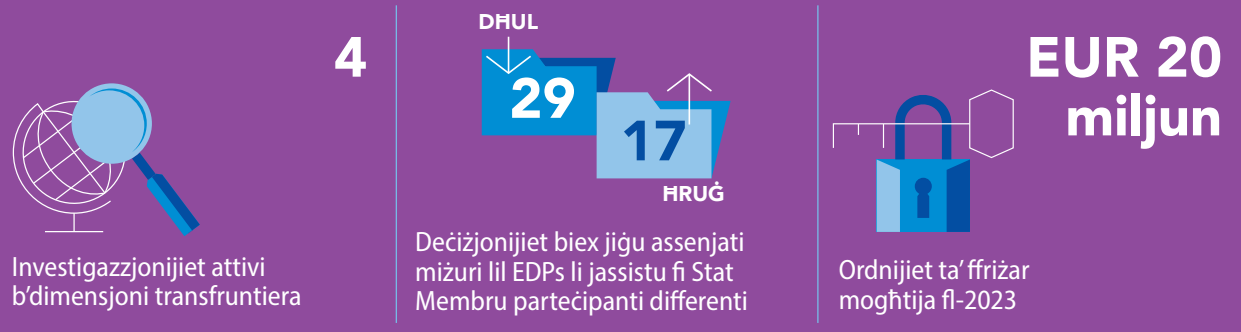 4
Investigazzjonijiet attivi
b'dimensjoni transfruntiera
DĦUL
29
17
ĦRUĠ
Deċiżjonijiet biex jiġu assenjati
miżuri lil EDPs li jassistu fi Stat
Membru parteċipanti differenti
EUR 20
miljun
Ordnijiet ta' ffriżar
mogħtija fl-2023